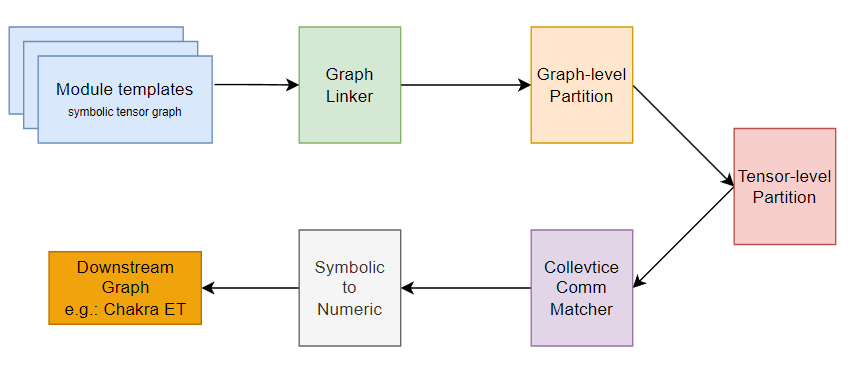 Module templates
symbolic tensor graph
Graph
Linker
Graph-level
Partition
Tensor-level
Partition
Collevtice
Comm
Matcher
Symbolic
to
Numeric
Downstream
Graph
e.g.: Chakra ET